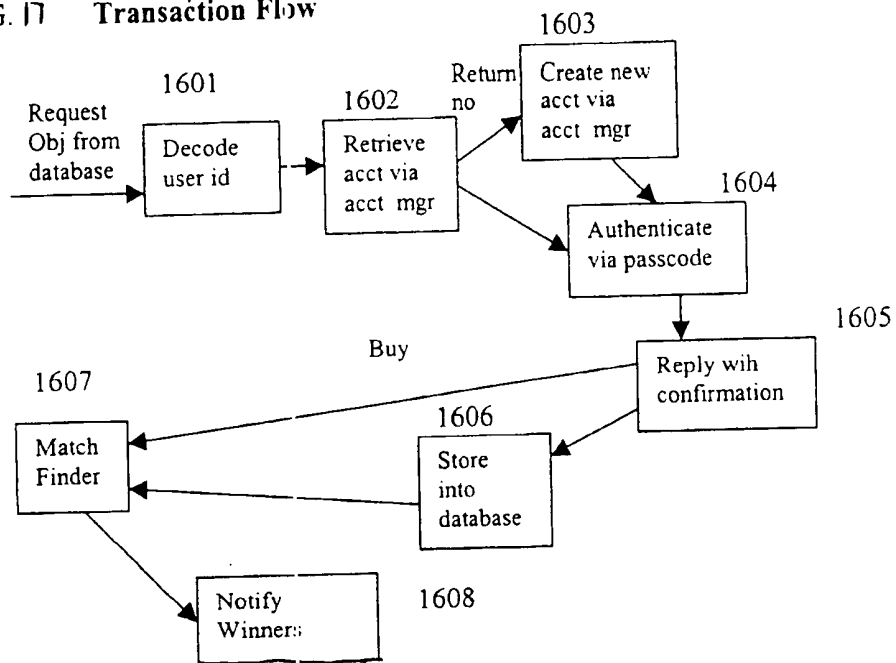 G. 17 Transaction Flow
1601
Request
Obj from
database
Decode
user id
1602
Retrieve
acct via
acct mgr
Return
no
1603
Create new
acct via
acct mgr
1604
Authenticate
via passcode
1605
Reply wih
confirmation
Buy
1606
Store
into
database
1607
Match
Finder
Notify
Winners
1608